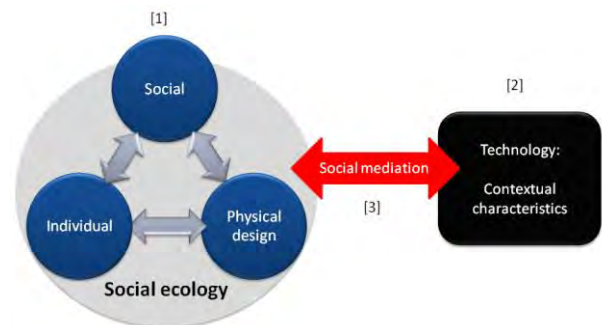 [1]
Social
Individual
Physical
design
Social ecology
Social mediation
[3]
[2]
Technology:
Contextual
characteristics